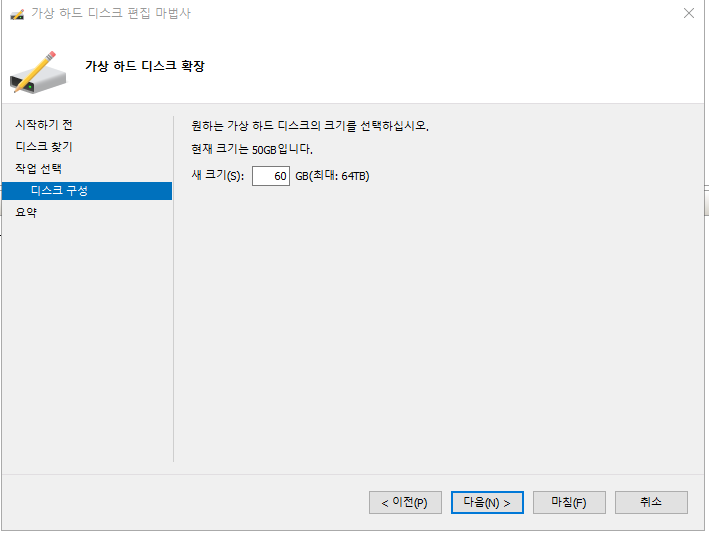 가상 하드 디스크 편집 마법사
가상 하드 디스크 확장
시작하기 전
디스크 찾기
작업 선택
디스크 구성
요약
원하는 가상 하드 디스크의 크기를 선택하십시오.
현재 크기는 50GB입니다.
새 크기(S): 60 GB(최대: 64TB)
< 이전(P) 다음(N) > 마침(F) 취소